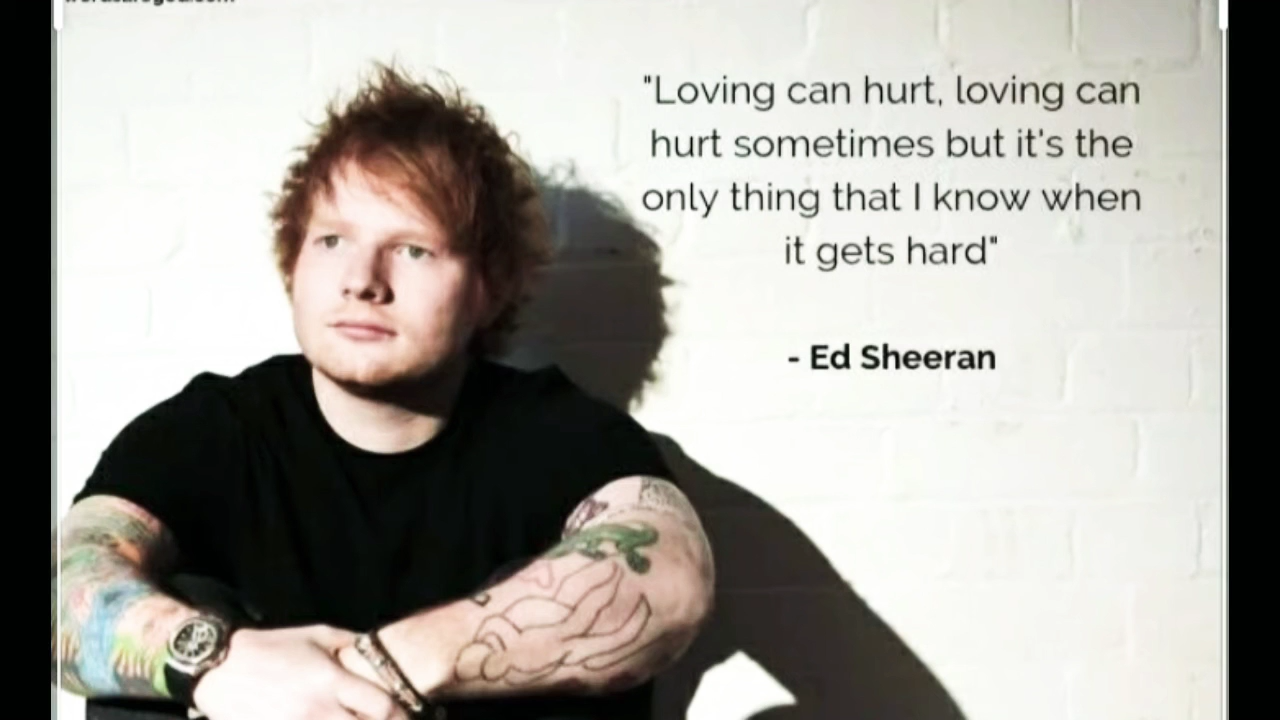 "Loving can hurt, loving can
hurt sometimes but it's the
only thing that I know when
it gets hard"
- Ed Sheeran